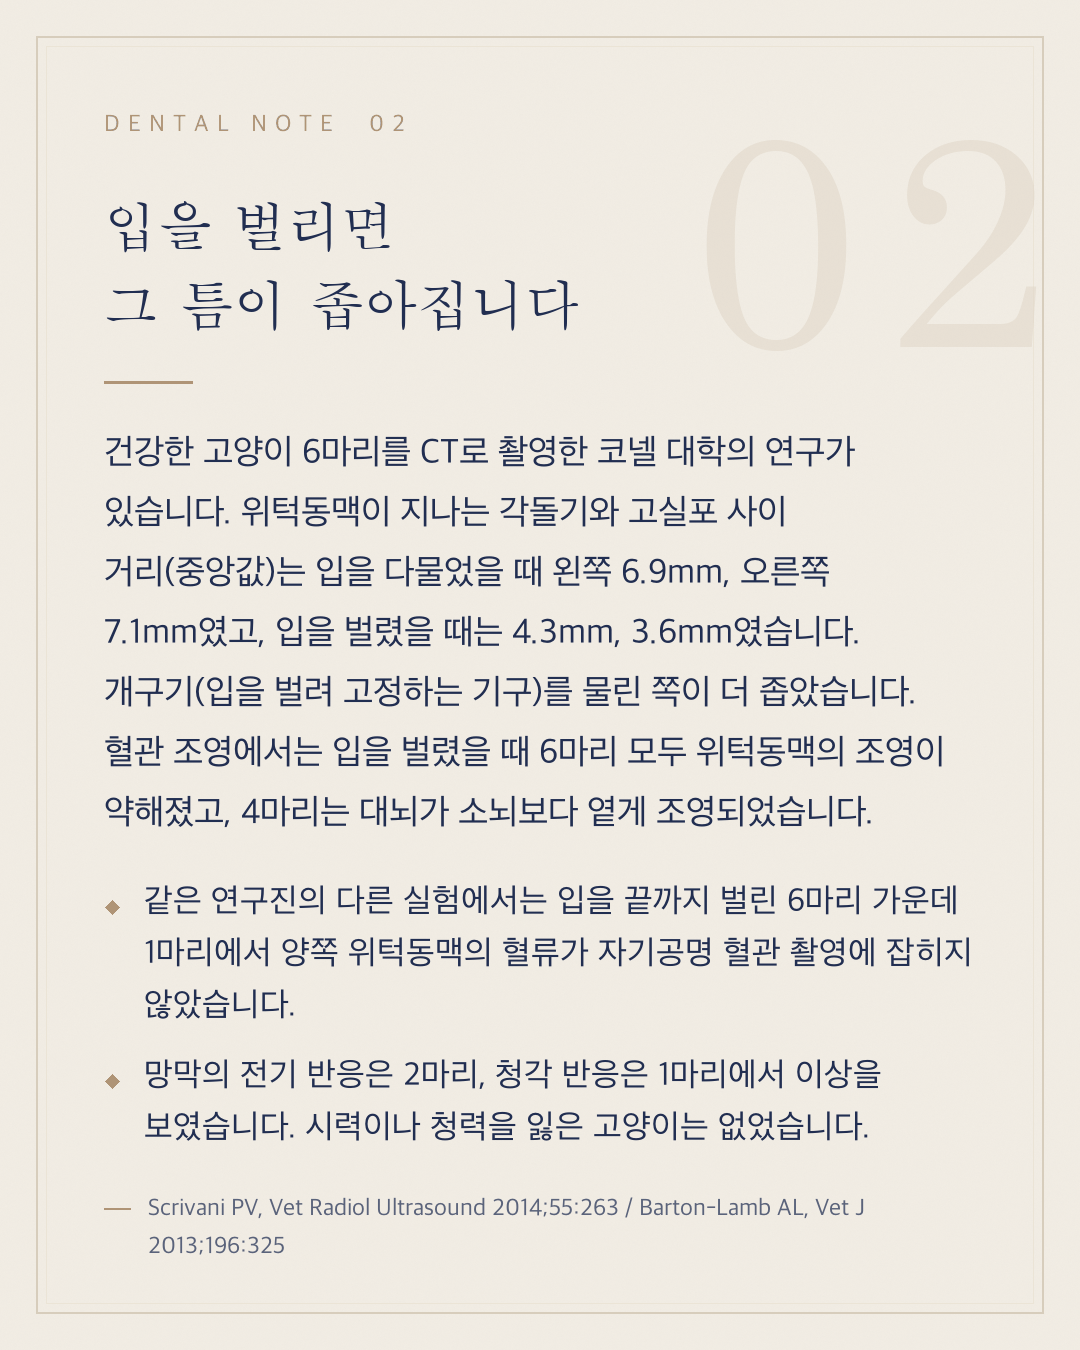 DENTAL NOTE 02
02
입을 벌리면
그 틈이 좁아집니다
건강한 고양이 6마리를 CT로 촬영한 코넬 대학의 연구가
있습니다. 위턱동맥이 지나는 각돌기와 고실포 사이
거리(중앙값)는 입을 다물었을 때 왼쪽 6.9mm, 오른쪽
7.1mm였고, 입을 벌렸을 때는 4.3mm, 3.6mm였습니다.
개구기(입을 벌려 고정하는 기구)를 물린 쪽이 더 좁았습니다.
혈관 조영에서는 입을 벌렸을 때 6마리 모두 위턱동맥의 조영이
약해졌고, 4마리는 대뇌가 소뇌보다 옅게 조영되었습니다.
◆ 같은 연구진의 다른 실험에서는 입을 끝까지 벌린 6마리 가운데
1마리에서 양쪽 위턱동맥의 혈류가 자기공명 혈관 촬영에 잡히지
않았습니다.
◆ 망막의 전기 반응은 2마리, 청각 반응은 1마리에서 이상을
보였습니다. 시력이나 청력을 잃은 고양이는 없었습니다.
— Scrivani PV, Vet Radiol Ultrasound 2014;55:263 / Barton-Lamb AL, Vet J
2013;196:325